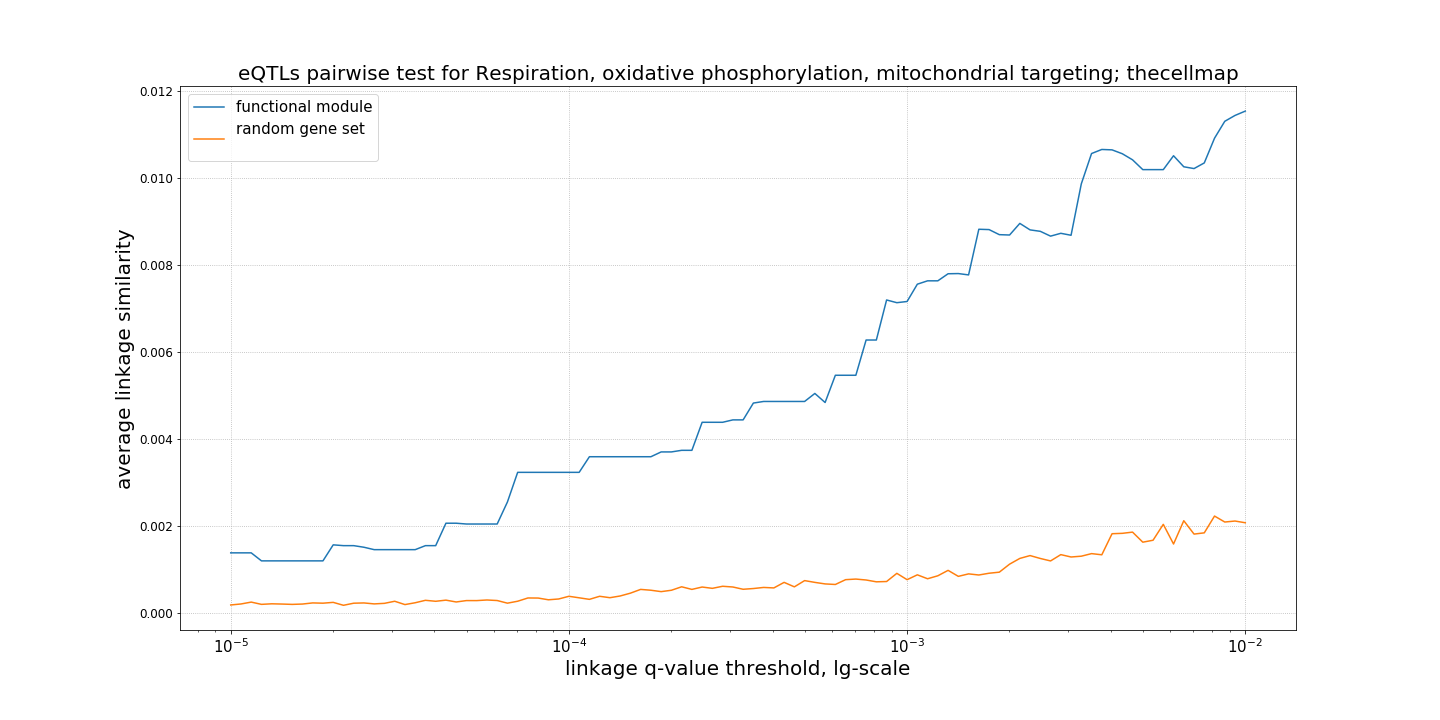 eQTLs pairwise test for Respiration, oxidative phosphorylation, mitochondrial targeting; thecellmap
functional module
random gene set
0.012
0.010
0.008
0.006
0.004
0.002
0.000
average linkage similarity
10⁻⁵
10⁻⁴
10⁻³
10⁻²
linkage q-value threshold, lg-scale